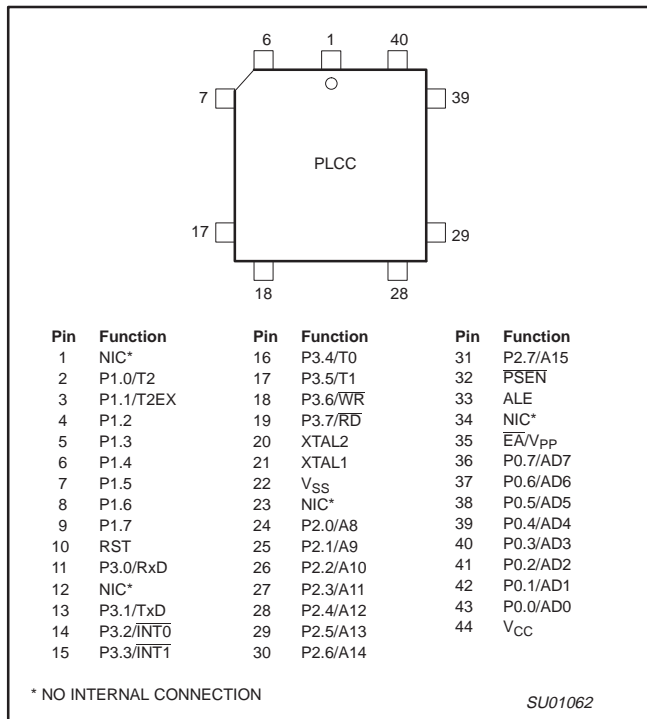 6 1 40
7 39
PLCC
17 29
18 28
Pin Function Pin Function Pin Function
1 NIC* 16 P3.4/T0 31 P2.7/A15
2 P1.0/T2 17 P3.5/T1 32 PSEN
3 P1.1/T2EX 18 P3.6/WR 33 ALE
4 P1.2 19 P3.7/RD 34 NIC*
5 P1.3 20 XTAL2 35 EA/VPP
6 P1.4 21 XTAL1 36 P0.7/AD7
7 P1.5 22 VSS 37 P0.6/AD6
8 P1.6 23 NIC* 38 P0.5/AD5
9 P1.7 24 P2.0/A8 39 P0.4/AD4
10 RST 25 P2.1/A9 40 P0.3/AD3
11 P3.0/RxD 26 P2.2/A10 41 P0.2/AD2
12 NIC* 27 P2.3/A11 42 P0.1/AD1
13 P3.1/TxD 28 P2.4/A12 43 P0.0/AD0
14 P3.2/INT0 29 P2.5/A13 44 VCC
15 P3.3/INT1 30 P2.6/A14
* NO INTERNAL CONNECTION
SU01062